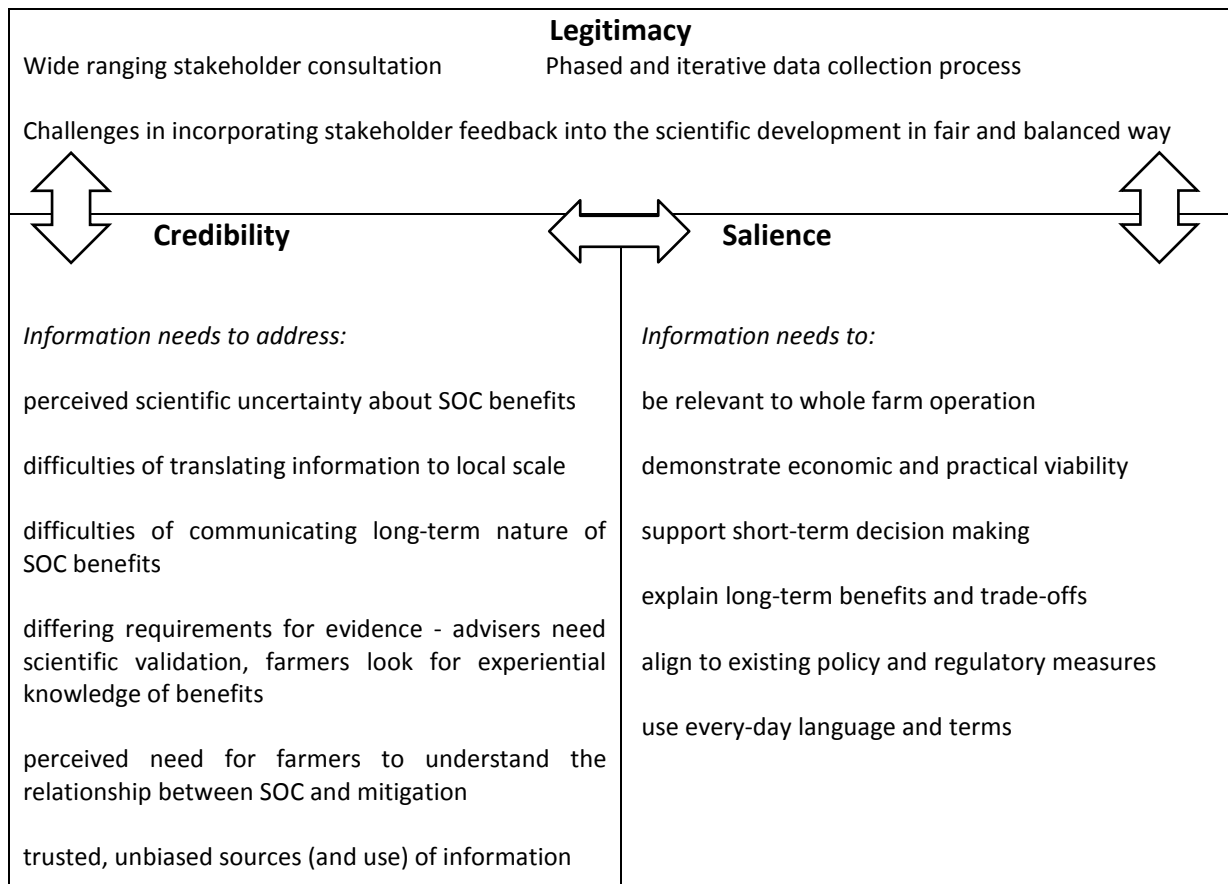 Legitimacy
Wide ranging stakeholder consultation Phased and iterative data collection process
Challenges in incorporating stakeholder feedback into the scientific development in fair and balanced way
Credibility
Information needs to address:
perceived scientific uncertainty about SOC benefits
difficulties of translating information to local scale
difficulties of communicating long-term nature of
SOC benefits
differing requirements for evidence - advisers need
scientific validation, farmers look for experiential
knowledge of benefits
perceived need for farmers to understand the
relationship between SOC and mitigation
trusted, unbiased sources (and use) of information
Salience
Information needs to:
be relevant to whole farm operation
demonstrate economic and practical viability
support short-term decision making
explain long-term benefits and trade-offs
align to existing policy and regulatory measures
use every-day language and terms